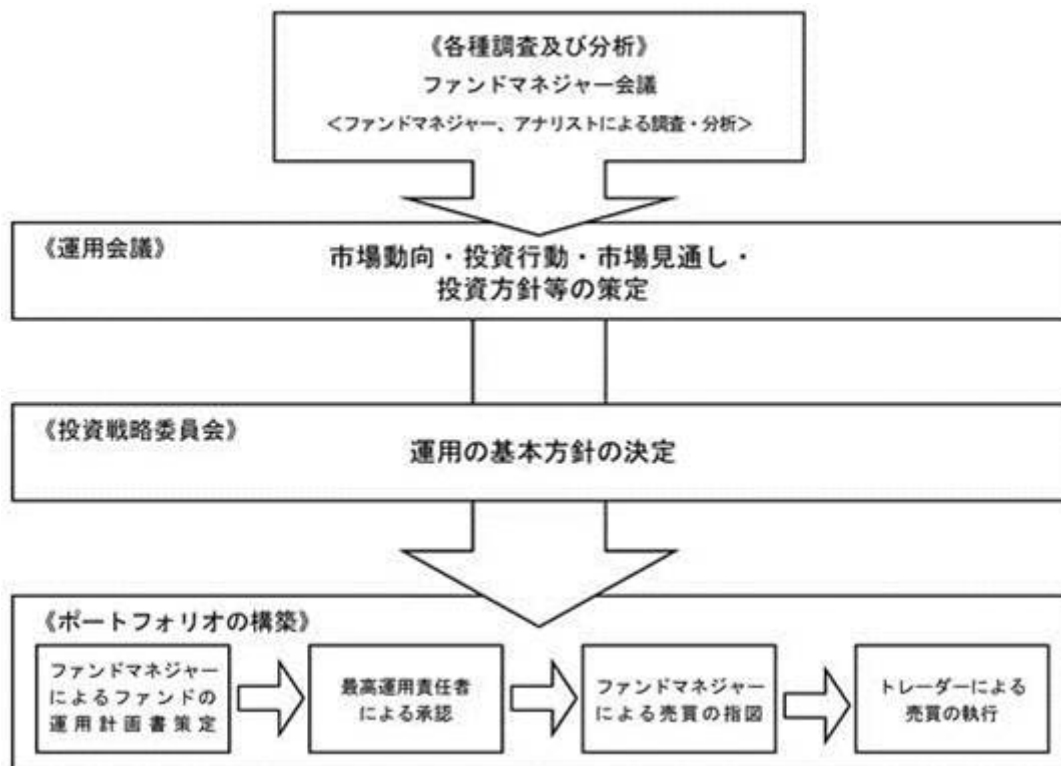 《各種調査及び分析》
ファンドマネジャー会議
<ファンドマネジャー、アナリストによる調査・分析>
《運用会議》
市場動向・投資行動・市場見通し・
投資方針等の策定
《投資戦略委員会》
運用の基本方針の決定
《ポートフォリオの構築》
ファンドマネジャー
によるファンドの
運用計画書策定
最高運用責任者
による承認
ファンドマネジャー
による売買の指図
トレーダーによる
売買の執行